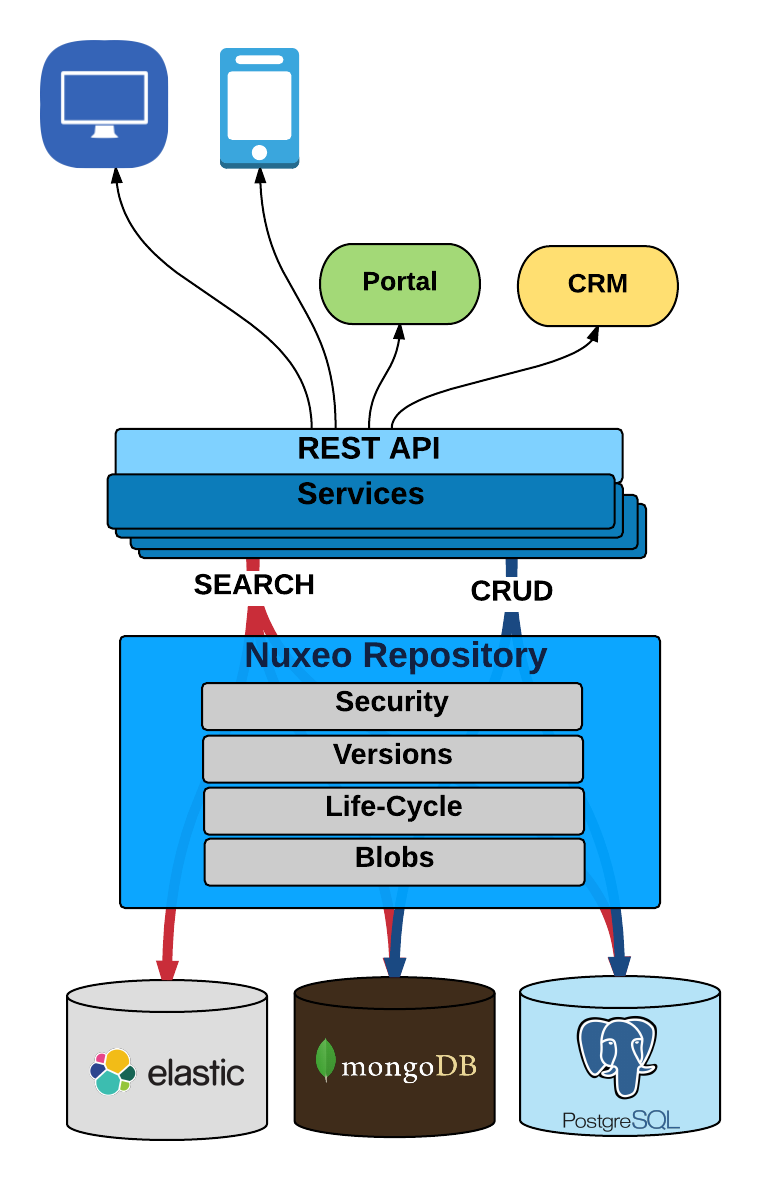 Portal
CRM
REST API
Services
SEARCH
CRUD
Nuxeo Repository
Security
Versions
Life-Cycle
Blobs
elastic
mongoDB
PostgreSQL